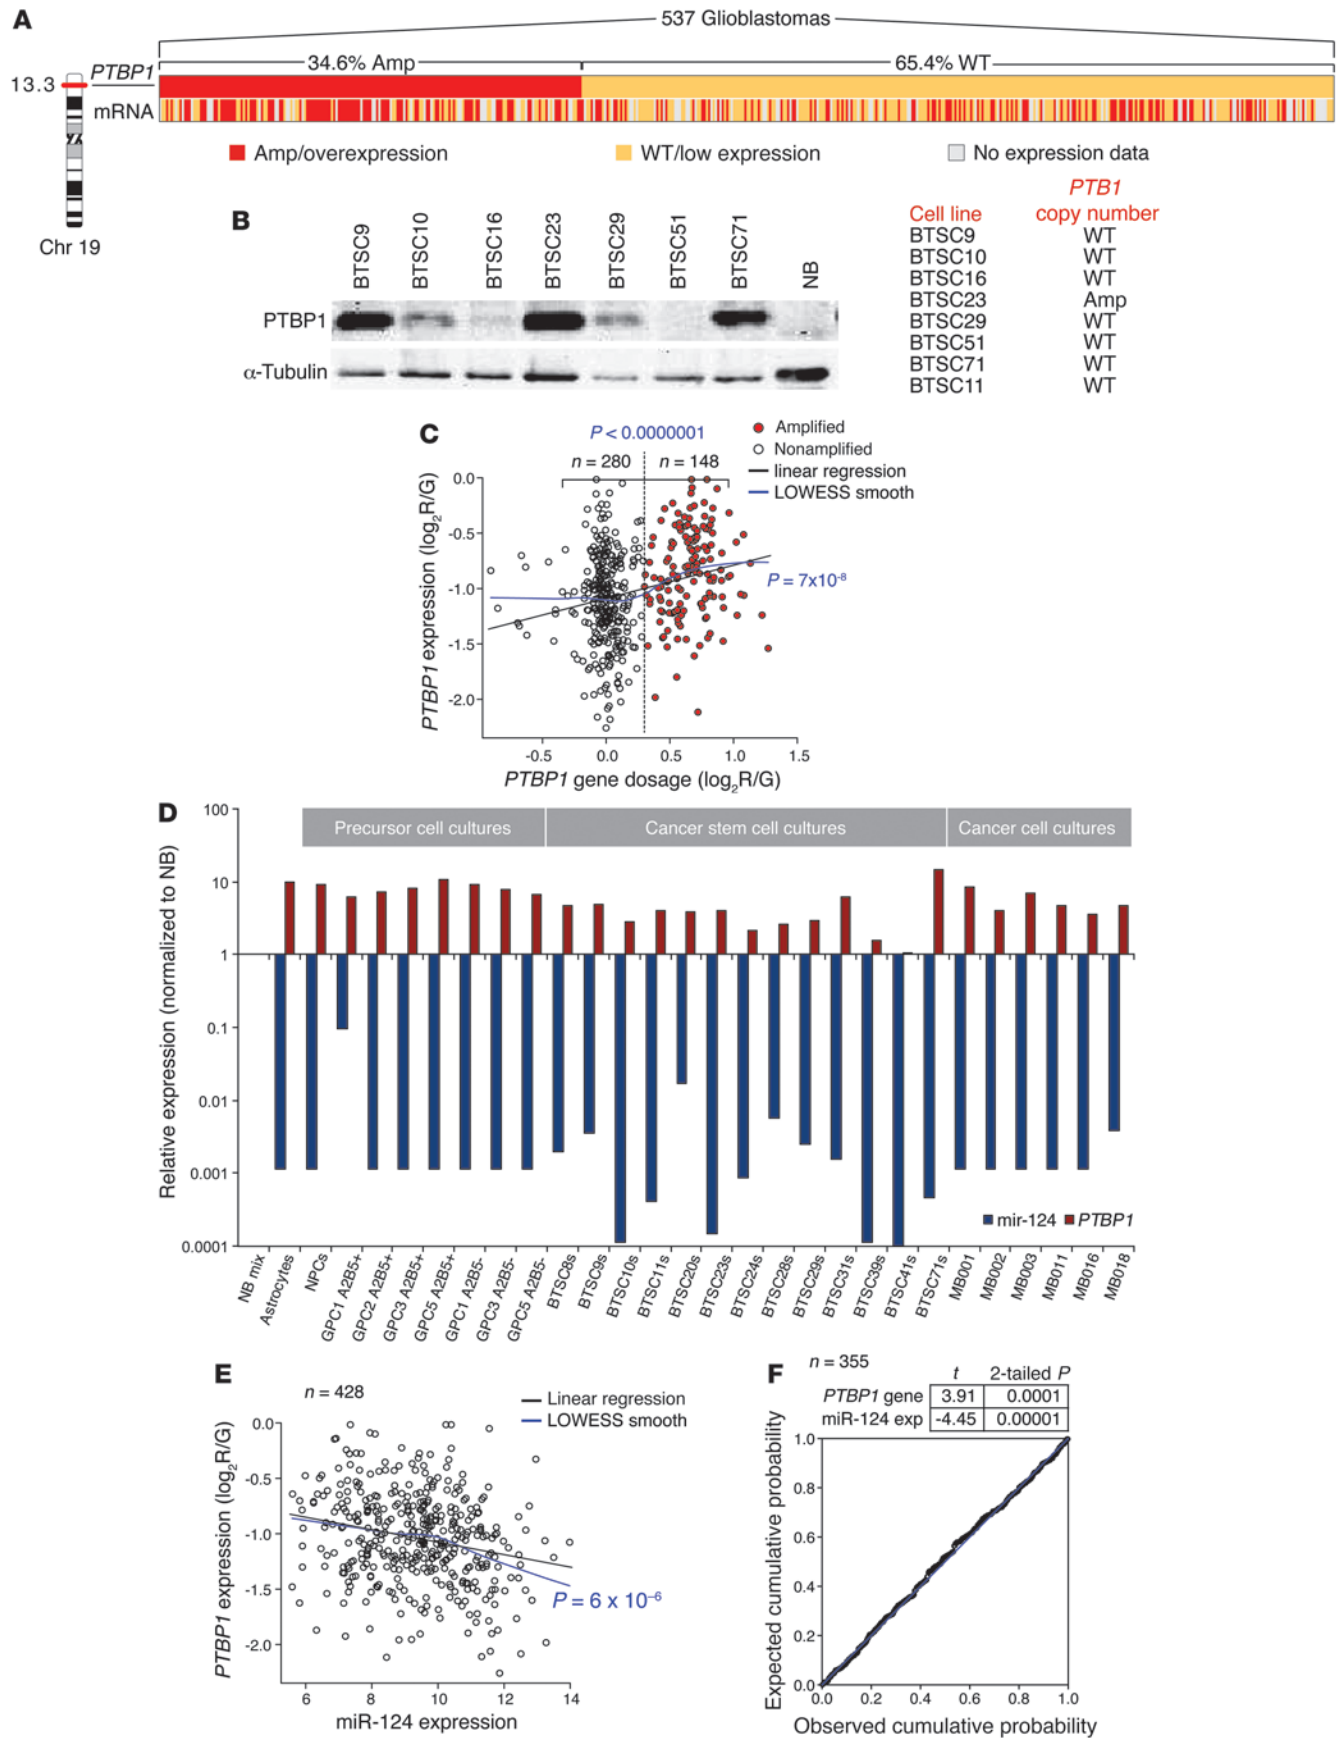 A
537 Glioblastomas
34.6% Amp
65.4% WT
13.3
PTBP1
mRNA
Amp/overexpression
WT/low expression
No expression data
Chr 19
B
BTSC9
BTSC10
BTSC16
BTSC23
BTSC29
BTSC51
BTSC71
NB
PTBP1
α-Tubulin
PTB1
Cell line copy number
BTSC9 WT
BTSC10 WT
BTSC16 WT
BTSC23 Amp
BTSC29 WT
BTSC51 WT
BTSC71 WT
BTSC11 WT
C
P < 0.0000001
n = 280
n = 148
Amplified
Nonamplified
linear regression
LOWESS smooth
P = 7x10-8
PTBP1 expression (log2R/G)
0.0
-0.5
-1.0
-1.5
-2.0
-0.5 0.0 0.5 1.0 1.5
PTBP1 gene dosage (log2R/G)
D
Precursor cell cultures
Cancer stem cell cultures
Cancer cell cultures
Relative expression (normalized to NB)
100
10
1
0.1
0.01
0.001
0.0001
mir-124 PTBP1
NB mix
Astrocytes
NPCs
GPC1 A2B5+
GPC2 A2B5+
GPC3 A2B5+
GPC5 A2B5+
GPC1 A2B5-
GPC3 A2B5-
GPC5 A2B5-
BTSC8s
BTSC9s
BTSC10s
BTSC11s
BTSC20s
BTSC23s
BTSC24s
BTSC28s
BTSC29s
BTSC31s
BTSC39s
BTSC41s
BTSC71s
MB001
MB002
MB003
MB011
MB016
MB018
E
n = 428
Linear regression
LOWESS smooth
PTBP1 expression (log2R/G)
0.0
-0.5
-1.0
-1.5
-2.0
P = 6 x 10–6
6 8 10 12 14
miR-124 expression
F
n = 355
t 2-tailed P
PTBP1 gene 3.91 0.0001
miR-124 exp -4.45 0.00001
Expected cumulative probability
1.0
0.8
0.6
0.4
0.2
0.0
0.0 0.2 0.4 0.6 0.8 1.0
Observed cumulative probability